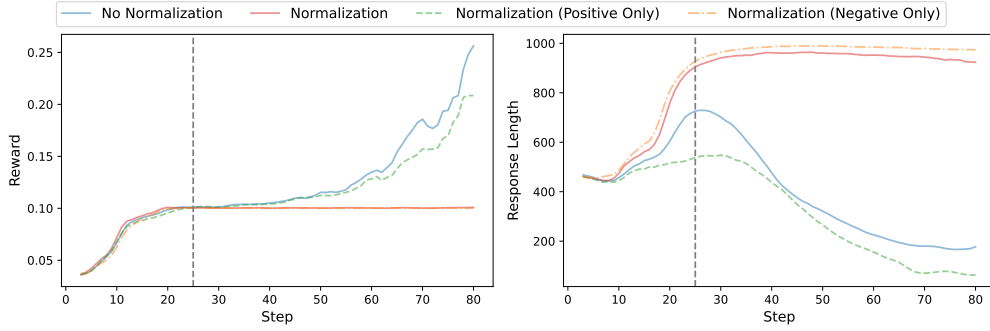 No Normalization Normalization Normalization (Positive Only) Normalization (Negative Only)
0.25
0.20
0.15
0.10
0.05
Reward
0 10 20 30 40 50 60 70 80
Step
1000
800
600
400
200
Response Length
0 10 20 30 40 50 60 70 80
Step